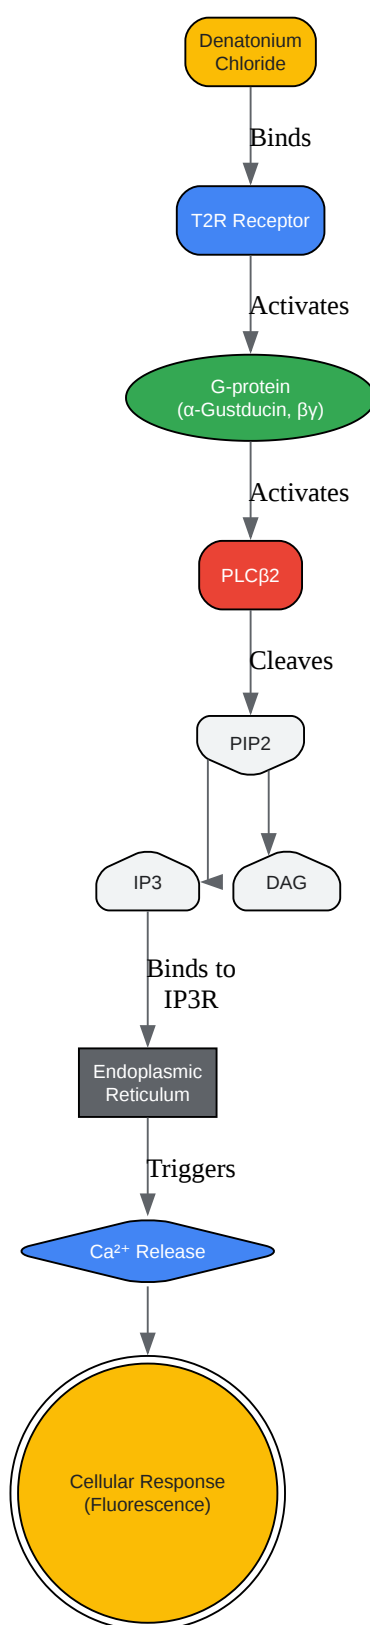 Denatonium
Chloride
Binds
T2R Receptor
Activates
G-protein
(α-Gustducin, βγ)
Activates
PLCβ2
Cleaves
PIP2
IP3
DAG
Binds to
IP3R
Endoplasmic
Reticulum
Triggers
Ca²⁺ Release
Cellular Response
(Fluorescence)